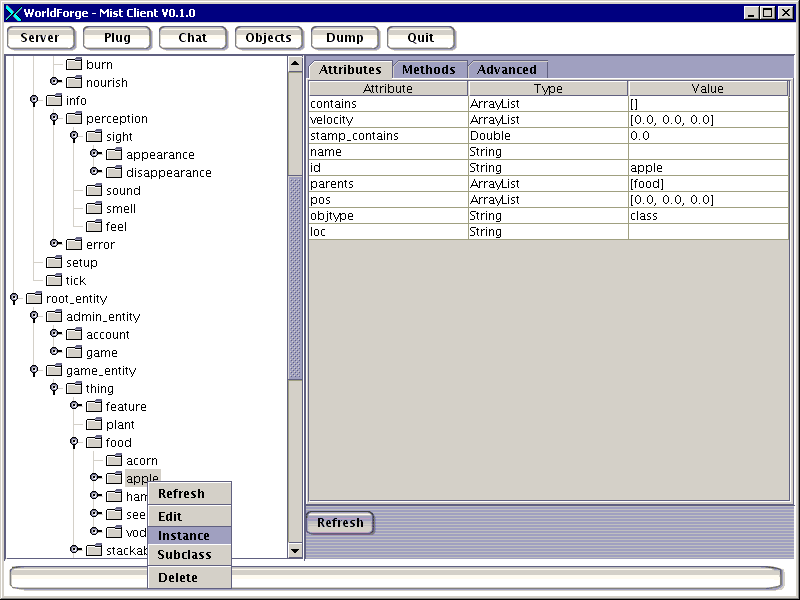 WorldForge - Mist Client V0.1.0
Server Plug Chat Objects Dump Quit
burn
nourish
info
perception
sight
appearance
disappearance
sound
smell
feel
error
setup
tick
root_entity
admin_entity
account
game
game_entity
thing
feature
plant
food
acorn
apple
ham
see
vod
stackab
Refresh
Edit
Instance
Subclass
Delete
Attributes Methods Advanced
Attribute Type Value
contains ArrayList []
velocity ArrayList [0.0, 0.0, 0.0]
stamp_contains Double 0.0
name String
id String apple
parents ArrayList [food]
pos ArrayList [0.0, 0.0, 0.0]
objtype String class
loc String
Refresh